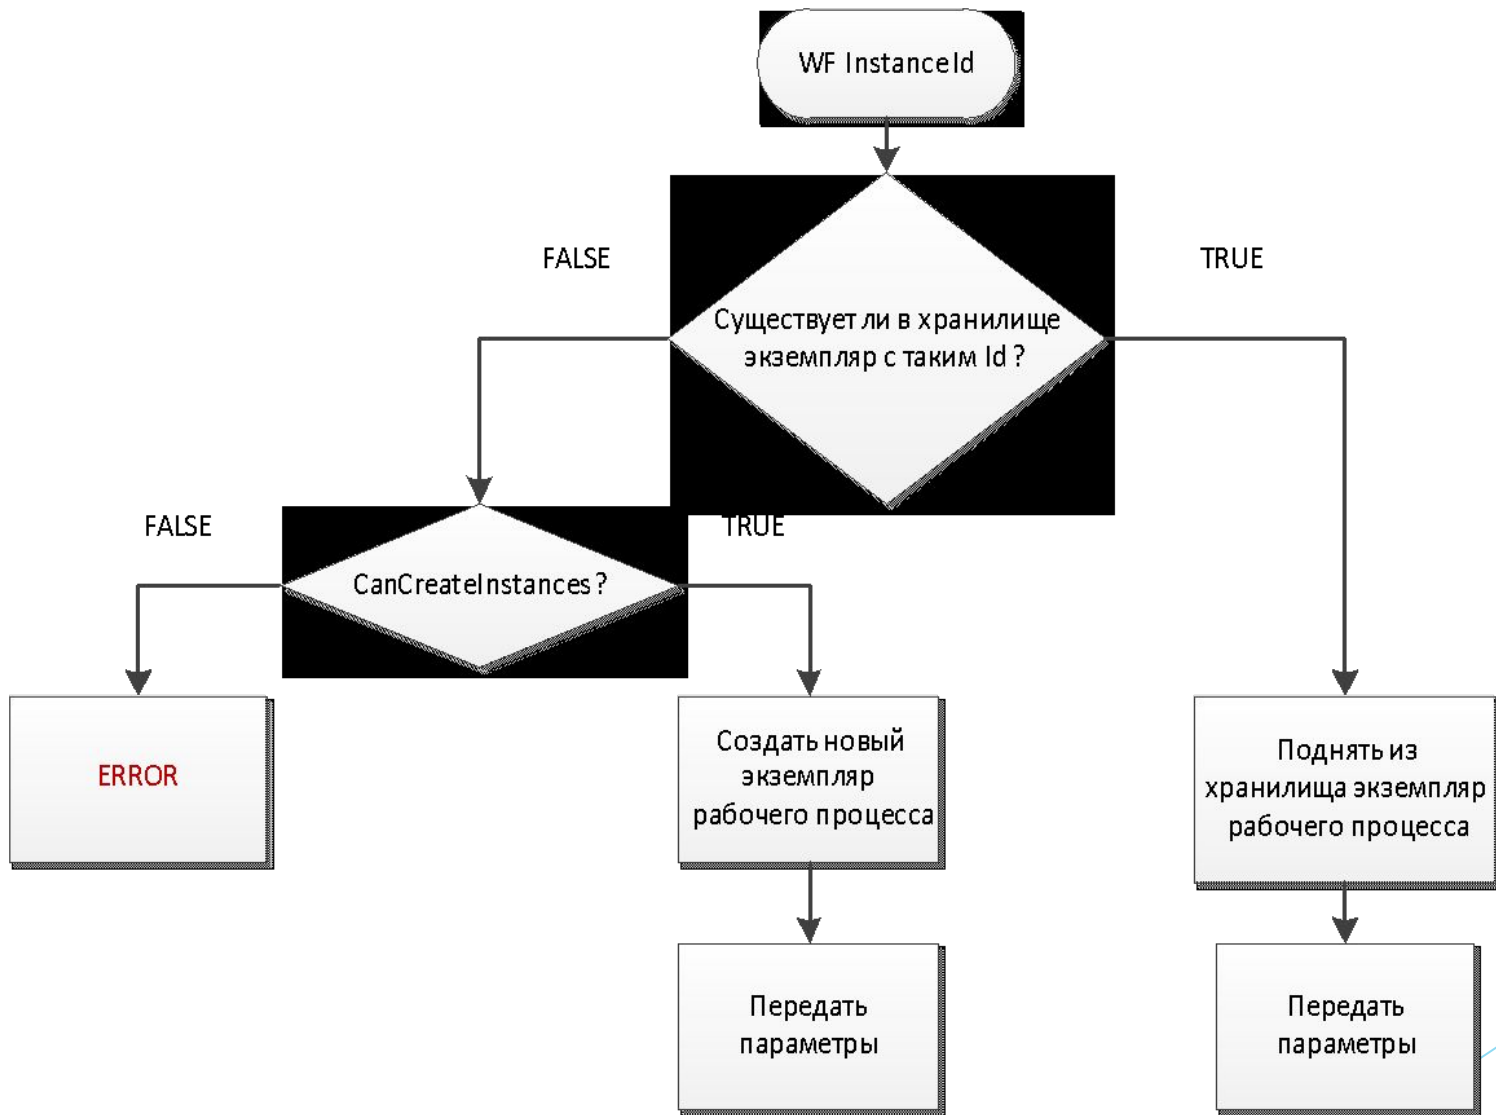 WF InstanceId
FALSE
TRUE
Существует ли в хранилище
экземпляр с таким Id ?
FALSE
TRUE
CanCreateInstances ?
ERROR
Создать новый
экземпляр
рабочего процесса
Поднять из
хранилища экземпляр
рабочего процесса
Передать
параметры
Передать
параметры